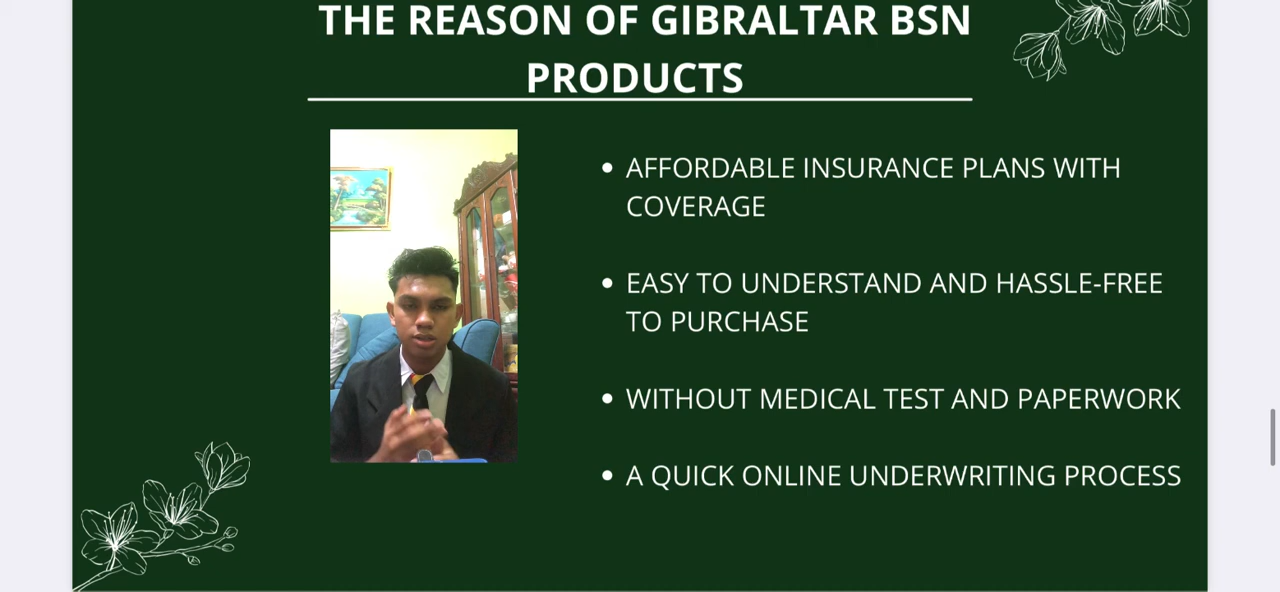 THE REASON OF GIBRALTAR BSN
PRODUCTS
• AFFORDABLE INSURANCE PLANS WITH
COVERAGE
• EASY TO UNDERSTAND AND HASSLE-FREE
TO PURCHASE
• WITHOUT MEDICAL TEST AND PAPERWORK
• A QUICK ONLINE UNDERWRITING PROCESS